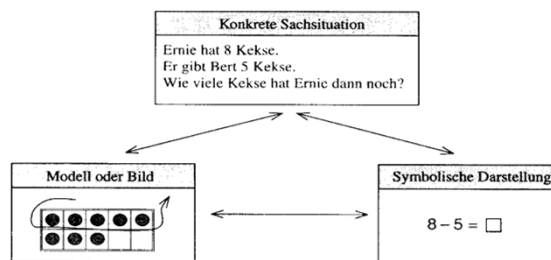 Konkrete Sachsituation
Ernie hat 8 Kekse.
Er gibt Bert 5 Kekse.
Wie viele Kekse hat Ernie dann noch?
Modell oder Bild
Symbolische Darstellung
8 – 5 = □